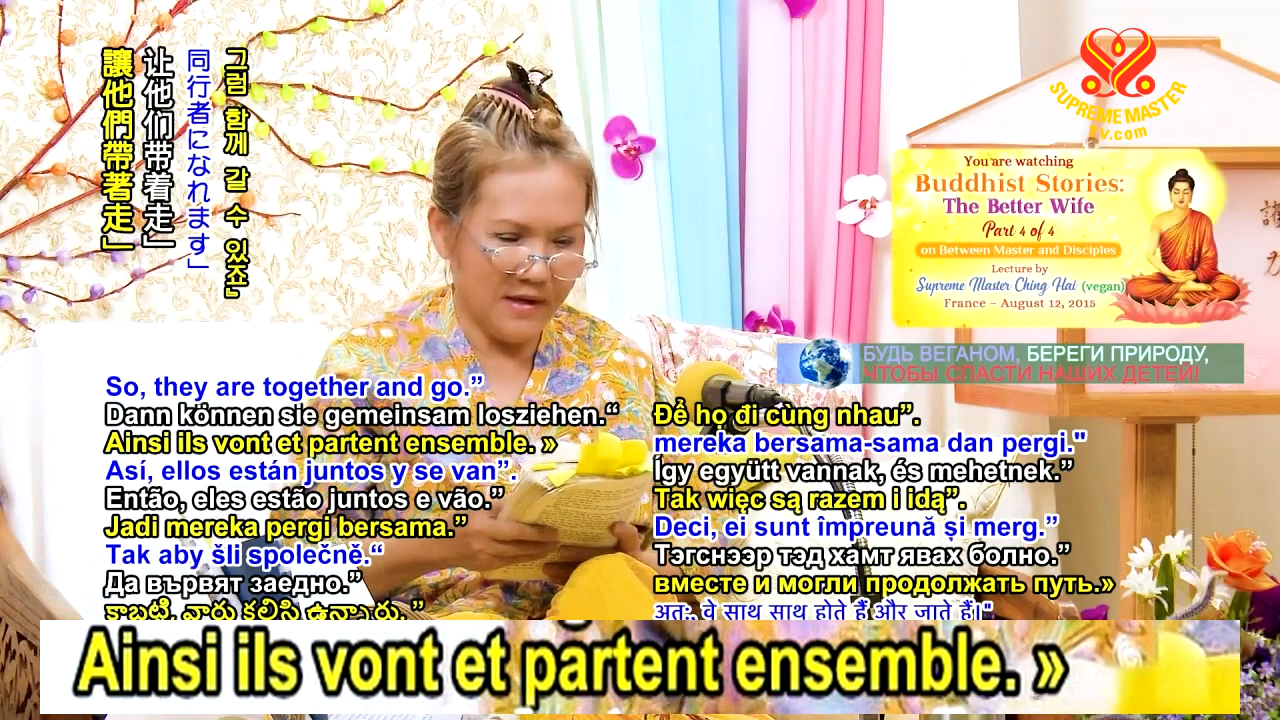 讓他們帶著走」
让他们带着走」
同行者になれます」
그럼 함께 갈 수 있죠』
SUPREME MASTER
TV.com
You are watching
Buddhist Stories:
The Better Wife
Part 4 of 4
on Between Master and Disciples
Lecture by
Supreme Master Ching Hai (vegan)
France – August 12, 2015
БУДЬ ВЕГАНОМ, БЕРЕГИ ПРИРОДУ,
ЧТОБЫ СПАСТИ НАШИХ ДЕТЕЙ!
So, they are together and go.”
Dann können sie gemeinsam losziehen.“
Ainsi ils vont et partent ensemble. »
Así, ellos están juntos y se van”.
Então, eles estão juntos e vão.”
Jadi mereka pergi bersama.”
Tak aby šli společně.“
Да вървят заедно.”
కాబట్టి, వారు కలిసి ఉన్నారు.”
Để họ đi cùng nhau”.
mereka bersama-sama dan pergi."
Így együtt vannak, és mehetnek.”
Tak więc są razem i idą”.
Deci, ei sunt împreună și merg.”
Тэгснээр тэд хамт явах болно.”
вместе и могли продолжать путь.»
अतः, वे साथ साथ होते हैं और जाते हैं।"
Ainsi ils vont et partent ensemble. »